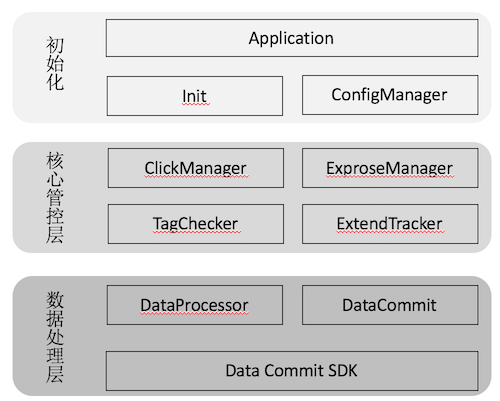 初始化
Application
Init
ConfigManager
核心管控层
ClickManager
ExproseManager
TagChecker
ExtendTracker
数据处理层
DataProcessor
DataCommit
Data Commit SDK